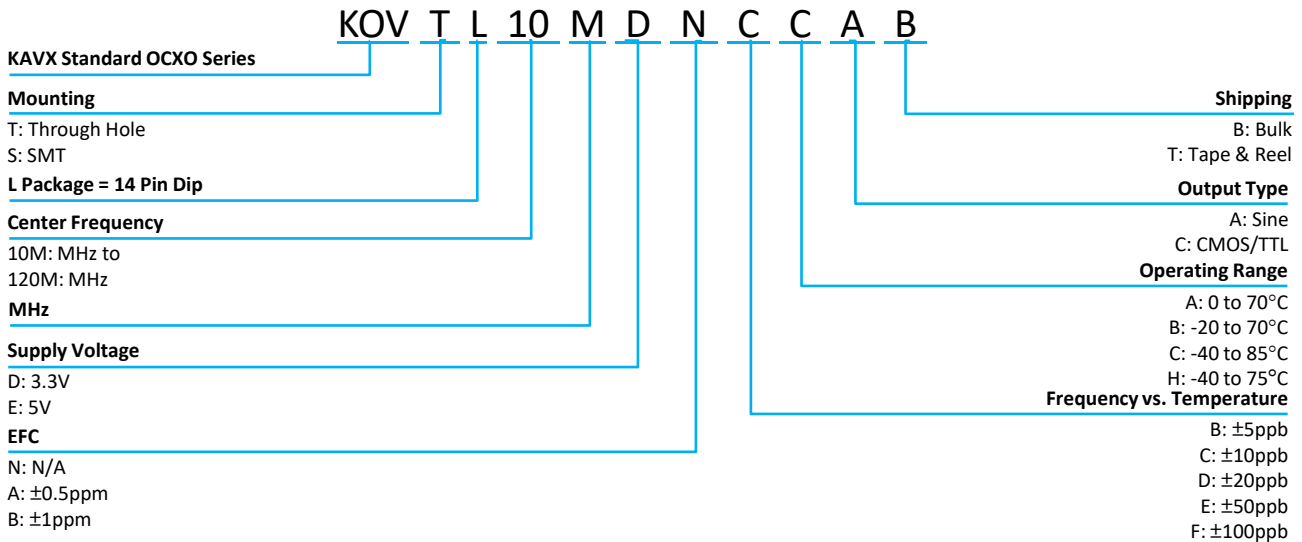 KOV T L 10 M D N C C A B
KAVX Standard OCXO Series
Mounting
T: Through Hole
S: SMT
L Package = 14 Pin Dip
Center Frequency
10M: MHz to
120M: MHz
MHz
Supply Voltage
D: 3.3V
E: 5V
EFC
N: N/A
A: ±0.5ppm
B: ±1ppm
Shipping
B: Bulk
T: Tape & Reel
Output Type
A: Sine
C: CMOS/TTL
Operating Range
A: 0 to 70°C
B: -20 to 70°C
C: -40 to 85°C
H: -40 to 75°C
Frequency vs. Temperature
B: ±5ppb
C: ±10ppb
D: ±20ppb
E: ±50ppb
F: ±100ppb